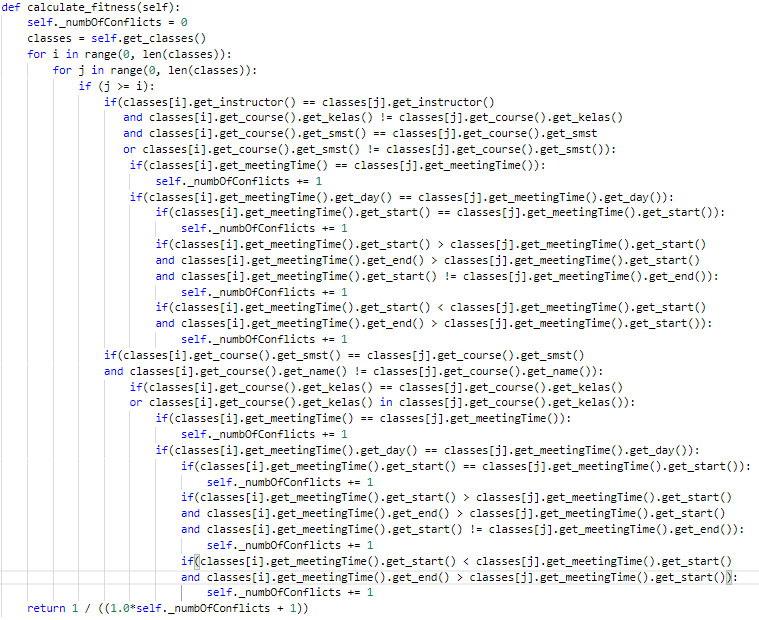 def calculate_fitness(self):
    self._numbOfConflicts = 0
    classes = self.get_classes()
    for i in range(0, len(classes)):
        for j in range(0, len(classes)):
            if (j >= i):
                if(classes[i].get_instructor() == classes[j].get_instructor()
                   and classes[i].get_course().get_kelas() != classes[j].get_course().get_kelas()
                   and classes[i].get_course().get_smst() == classes[j].get_course().get_smst
                   or classes[i].get_course().get_smst() != classes[j].get_course().get_smst()):
                    if(classes[i].get_meetingTime() == classes[j].get_meetingTime()):
                        self._numbOfConflicts += 1
                    if(classes[i].get_meetingTime().get_day() == classes[j].get_meetingTime().get_day()):
                        if(classes[i].get_meetingTime().get_start() == classes[j].get_meetingTime().get_start()):
                            self._numbOfConflicts += 1
                        if(classes[i].get_meetingTime().get_start() > classes[j].get_meetingTime().get_start()
                        and classes[i].get_meetingTime().get_end() > classes[j].get_meetingTime().get_start()
                        and classes[i].get_meetingTime().get_start() != classes[j].get_meetingTime().get_end()):
                            self._numbOfConflicts += 1
                        if(classes[i].get_meetingTime().get_start() < classes[j].get_meetingTime().get_start()
                        and classes[i].get_meetingTime().get_end() > classes[j].get_meetingTime().get_start()):
                            self._numbOfConflicts += 1
                if(classes[i].get_course().get_smst() == classes[j].get_course().get_smst()
                and classes[i].get_course().get_name() != classes[j].get_course().get_name()):
                    if(classes[i].get_course().get_kelas() == classes[j].get_course().get_kelas()
                    or classes[i].get_course().get_kelas() in classes[j].get_course().get_kelas()):
                        if(classes[i].get_meetingTime() == classes[j].get_meetingTime()):
                            self._numbOfConflicts += 1
                        if(classes[i].get_meetingTime().get_day() == classes[j].get_meetingTime().get_day()):
                            if(classes[i].get_meetingTime().get_start() == classes[j].get_meetingTime().get_start()):
                                self._numbOfConflicts += 1
                            if(classes[i].get_meetingTime().get_start() > classes[j].get_meetingTime().get_start()
                            and classes[i].get_meetingTime().get_end() > classes[j].get_meetingTime().get_start()
                            and classes[i].get_meetingTime().get_start() != classes[j].get_meetingTime().get_end()):
                                self._numbOfConflicts += 1
                            if(classes[i].get_meetingTime().get_start() < classes[j].get_meetingTime().get_start()
                            and classes[i].get_meetingTime().get_end() > classes[j].get_meetingTime().get_start()):
                                self._numbOfConflicts += 1
    return 1 / ((1.0*self._numbOfConflicts + 1))